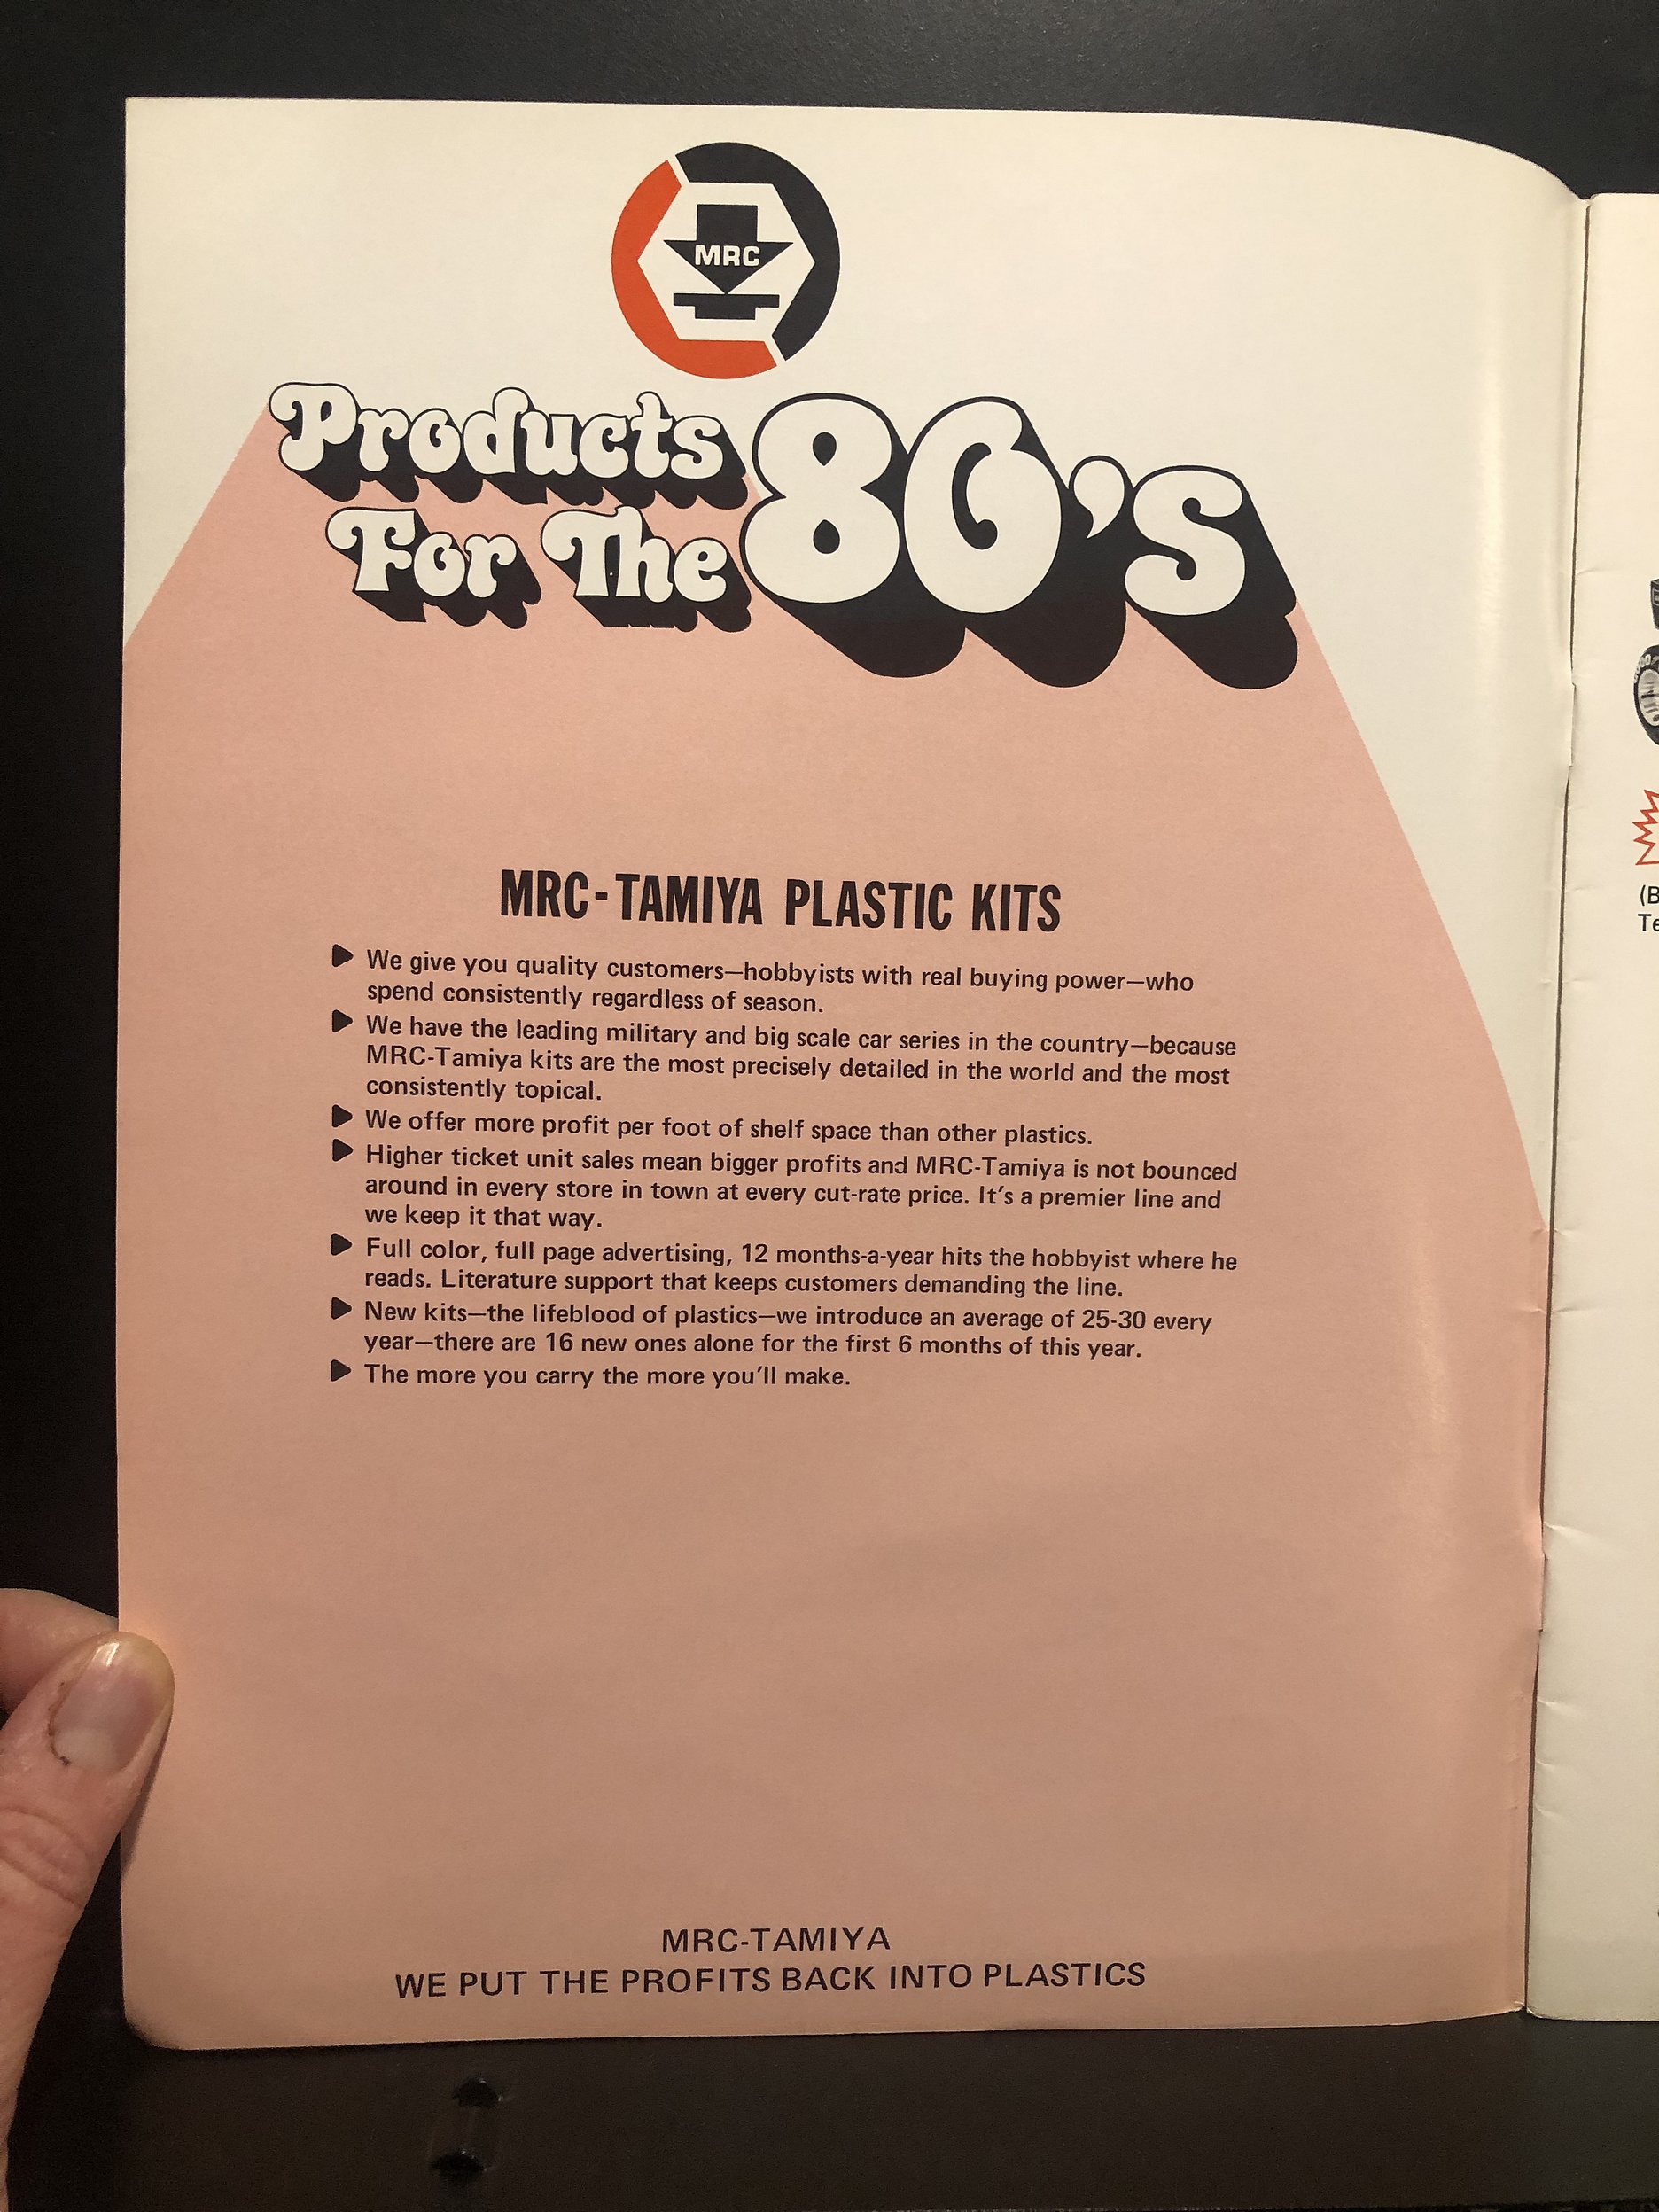 MRC
Products
For The 80's
MRC-TAMIYA PLASTIC KITS
We give you quality customers—hobbyists with real buying power—who
spend consistently regardless of season.
We have the leading military and big scale car series in the country—because
MRC-Tamiya kits are the most precisely detailed in the world and the most
consistently topical.
We offer more profit per foot of shelf space than other plastics.
Higher ticket unit sales mean bigger profits and MRC-Tamiya is not bounced
around in every store in town at every cut-rate price. It's a premier line and
we keep it that way.
Full color, full page advertising, 12 months-a-year hits the hobbyist where he
reads. Literature support that keeps customers demanding the line.
New kits—the lifeblood of plastics—we introduce an average of 25-30 every
year—there are 16 new ones alone for the first 6 months of this year.
The more you carry the more you'll make.
MRC-TAMIYA
WE PUT THE PROFITS BACK INTO PLASTICS